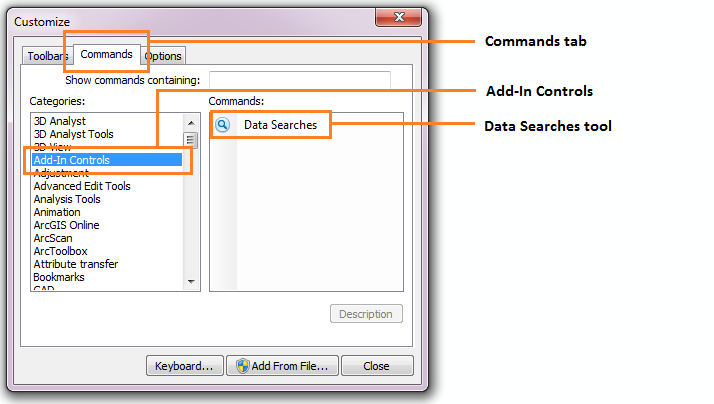 Customize
Toolbars Commands Options
Commands tab
Show commands containing:
Categories:
Commands:
Add-In Controls
3D Analyst
3D Analyst Tools
3D View
Add-In Controls
Adjustment
Advanced Edit Tools
Analysis Tools
Animation
ArcGIS Online
ArcScan
ArcToolbox
Attribute transfer
Bookmarks
CAD
Data Searches
Data Searches tool
Description
Keyboard...
Add From File...
Close